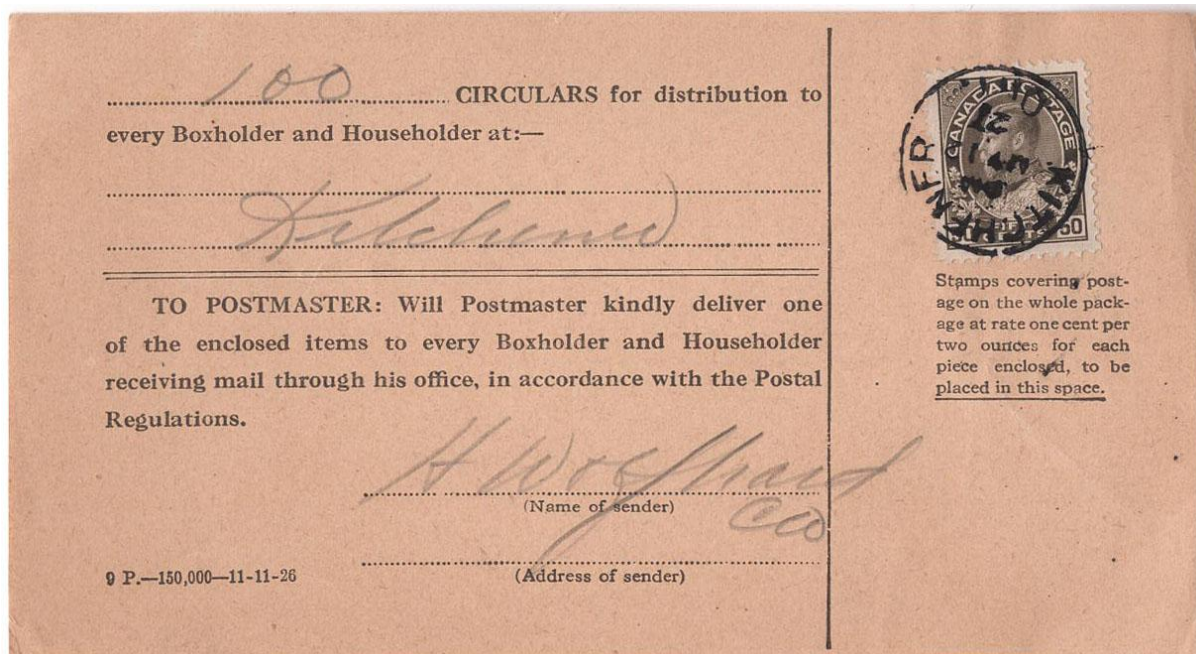 100 CIRCULARS for distribution to
every Boxholder and Householder at:—
Kitchener
TO POSTMASTER: Will Postmaster kindly deliver one
of the enclosed items to every Boxholder and Householder
receiving mail through his office, in accordance with the Postal
Regulations.
H Wolfhard
Co
(Name of sender)
(Address of sender)
9 P.—150,000—11-11-26
CANADA POSTAGE
50
KITCHENER
Stamps covering post-
age on the whole pack-
age at rate one cent per
two ounces for each
piece enclosed, to be
placed in this space.